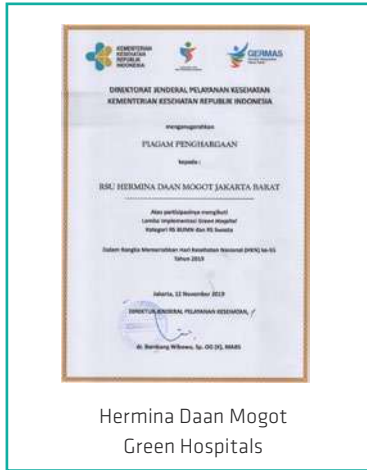 KEMENTERIAN
KESEHATAN
REPUBLIK
INDONESIA
GERMAS
DIREKTORAT JENDERAL PELAYANAN KESEHATAN
KEMENTERIAN KESEHATAN REPUBLIK INDONESIA
menganugerahkan
PIAGAM PENGHARGAAN
kepada :
RSU HERMINA DAAN MOGOT JAKARTA BARAT
Atas partisipasinya mengikuti
Lomba Implementasi Green Hospital
Kategori RS BUMN dan RS Swasta
Dalam Rangka Memeriahkan Hari Kesehatan Nasional (HKN) ke-55
Tahun 2019
Jakarta, 12 November 2019
DIREKTUR JENDERAL PELAYANAN KESEHATAN,
dr. Bambang Wibowo, Sp. OG (K), MARS
Hermina Daan Mogot
Green Hospitals